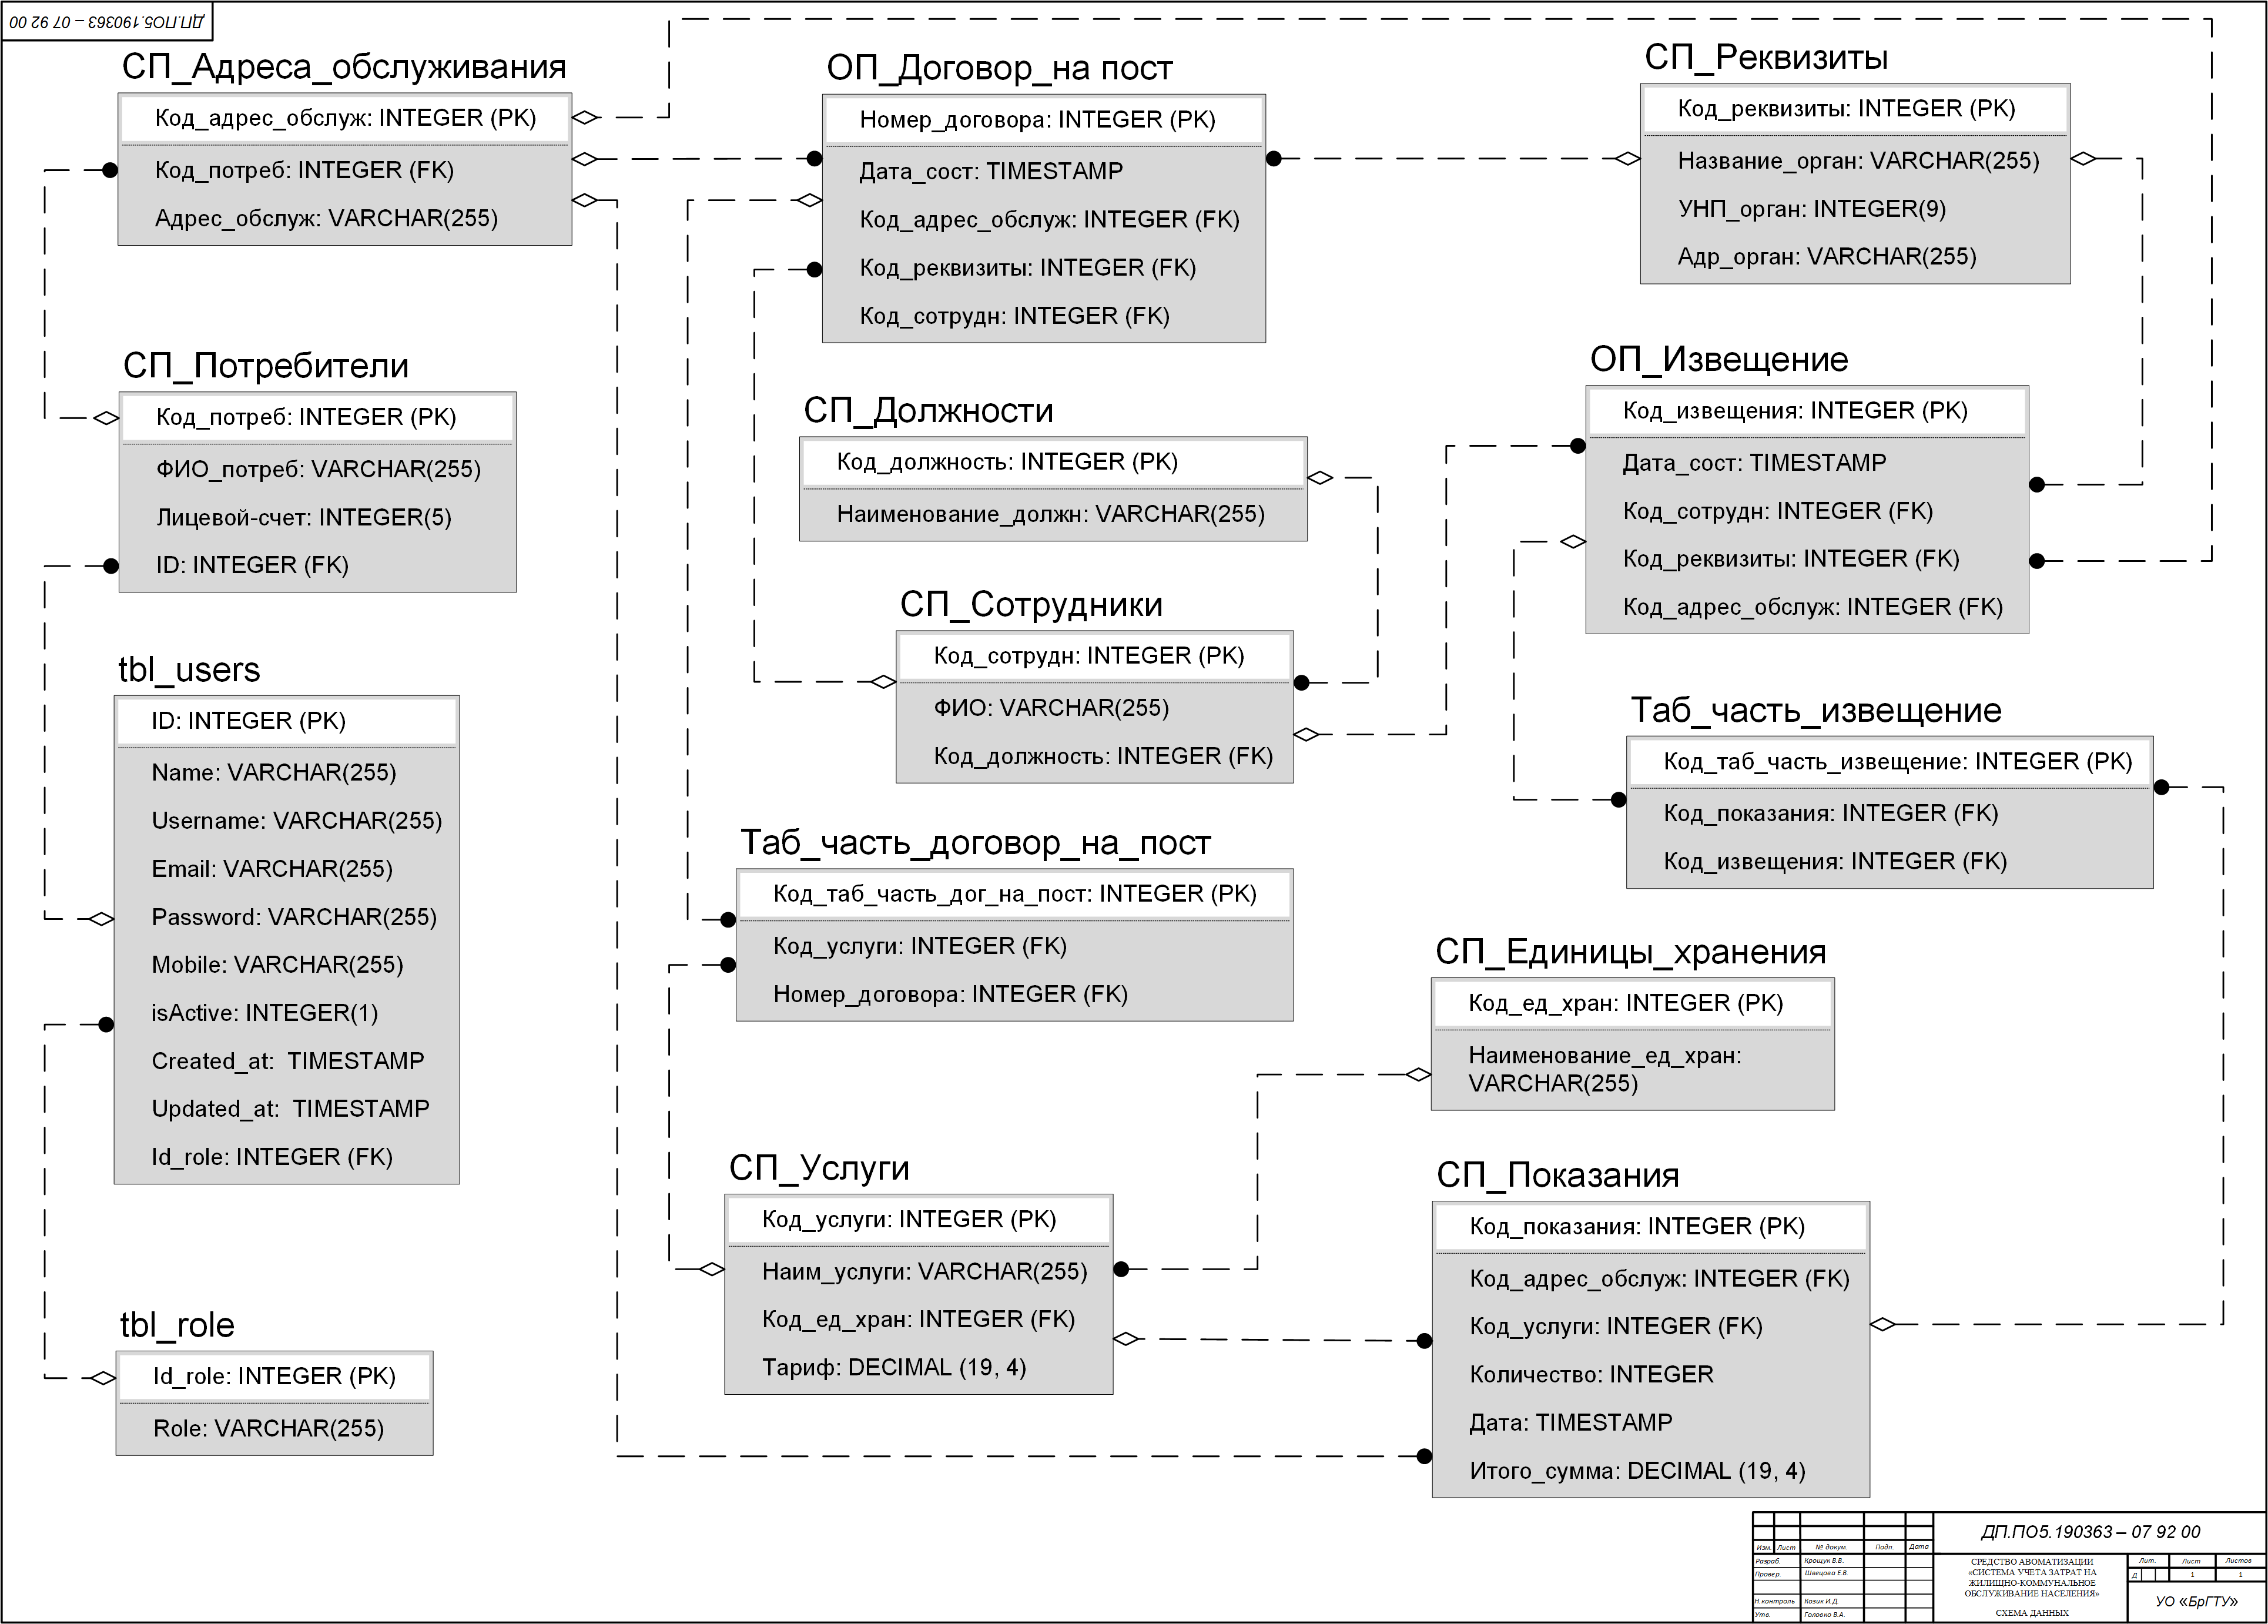 ДП.ПО5.190363 – 07 92 00
СП_Адреса_обслуживания
Код_адрес_обслуж: INTEGER (PK)
Код_потреб: INTEGER (FK)
Адрес_обслуж: VARCHAR(255)
ОП_Договор_на пост
Номер_договора: INTEGER (PK)
Дата_сост: TIMESTAMP
Код_адрес_обслуж: INTEGER (FK)
Код_реквизиты: INTEGER (FK)
Код_сотрудн: INTEGER (FK)
СП_Реквизиты
Код_реквизиты: INTEGER (PK)
Название_орган: VARCHAR(255)
УНП_орган: INTEGER(9)
Адр_орган: VARCHAR(255)
СП_Потребители
Код_потреб: INTEGER (PK)
ФИО_потреб: VARCHAR(255)
Лицевой-счет: INTEGER(5)
ID: INTEGER (FK)
СП_Должности
Код_должность: INTEGER (PK)
Наименование_должн: VARCHAR(255)
ОП_Извещение
Код_извещения: INTEGER (PK)
Дата_сост: TIMESTAMP
Код_сотрудн: INTEGER (FK)
Код_реквизиты: INTEGER (FK)
Код_адрес_обслуж: INTEGER (FK)
СП_Сотрудники
Код_сотрудн: INTEGER (PK)
ФИО: VARCHAR(255)
Код_должность: INTEGER (FK)
tbl_users
ID: INTEGER (PK)
Name: VARCHAR(255)
Username: VARCHAR(255)
Email: VARCHAR(255)
Password: VARCHAR(255)
Mobile: VARCHAR(255)
isActive: INTEGER(1)
Created_at:  TIMESTAMP
Updated_at:  TIMESTAMP
Id_role: INTEGER (FK)
Таб_часть_извещение
Код_таб_часть_извещение: INTEGER (PK)
Код_показания: INTEGER (FK)
Код_извещения: INTEGER (FK)
Таб_часть_договор_на_пост
Код_таб_часть_дог_на_пост: INTEGER (PK)
Код_услуги: INTEGER (FK)
Номер_договора: INTEGER (FK)
СП_Единицы_хранения
Код_ед_хран: INTEGER (PK)
Наименование_ед_хран:
VARCHAR(255)
СП_Услуги
Код_услуги: INTEGER (PK)
Наим_услуги: VARCHAR(255)
Код_ед_хран: INTEGER (FK)
Тариф: DECIMAL (19, 4)
СП_Показания
Код_показания: INTEGER (PK)
Код_адрес_обслуж: INTEGER (FK)
Код_услуги: INTEGER (FK)
Количество: INTEGER
Дата: TIMESTAMP
Итого_сумма: DECIMAL (19, 4)
tbl_role
Id_role: INTEGER (PK)
Role: VARCHAR(255)
ДП.ПО5.190363 – 07 92 00
Изм. Лист № докум. Подп. Дата
Разраб. Крощук В.В.
Провер. Швецова Е.В.
Н.контроль Козик И.Д.
Утв. Головко В.А.
СРЕДСТВО АВОМАТИЗАЦИИ
«СИСТЕМА УЧЕТА ЗАТРАТ НА
ЖИЛИЩНО-КОММУНАЛЬНОЕ
ОБСЛУЖИВАНИЕ НАСЕЛЕНИЯ»
СХЕМА ДАННЫХ
Лит. Лист Листов
Д 1 1
УО «БрГТУ»